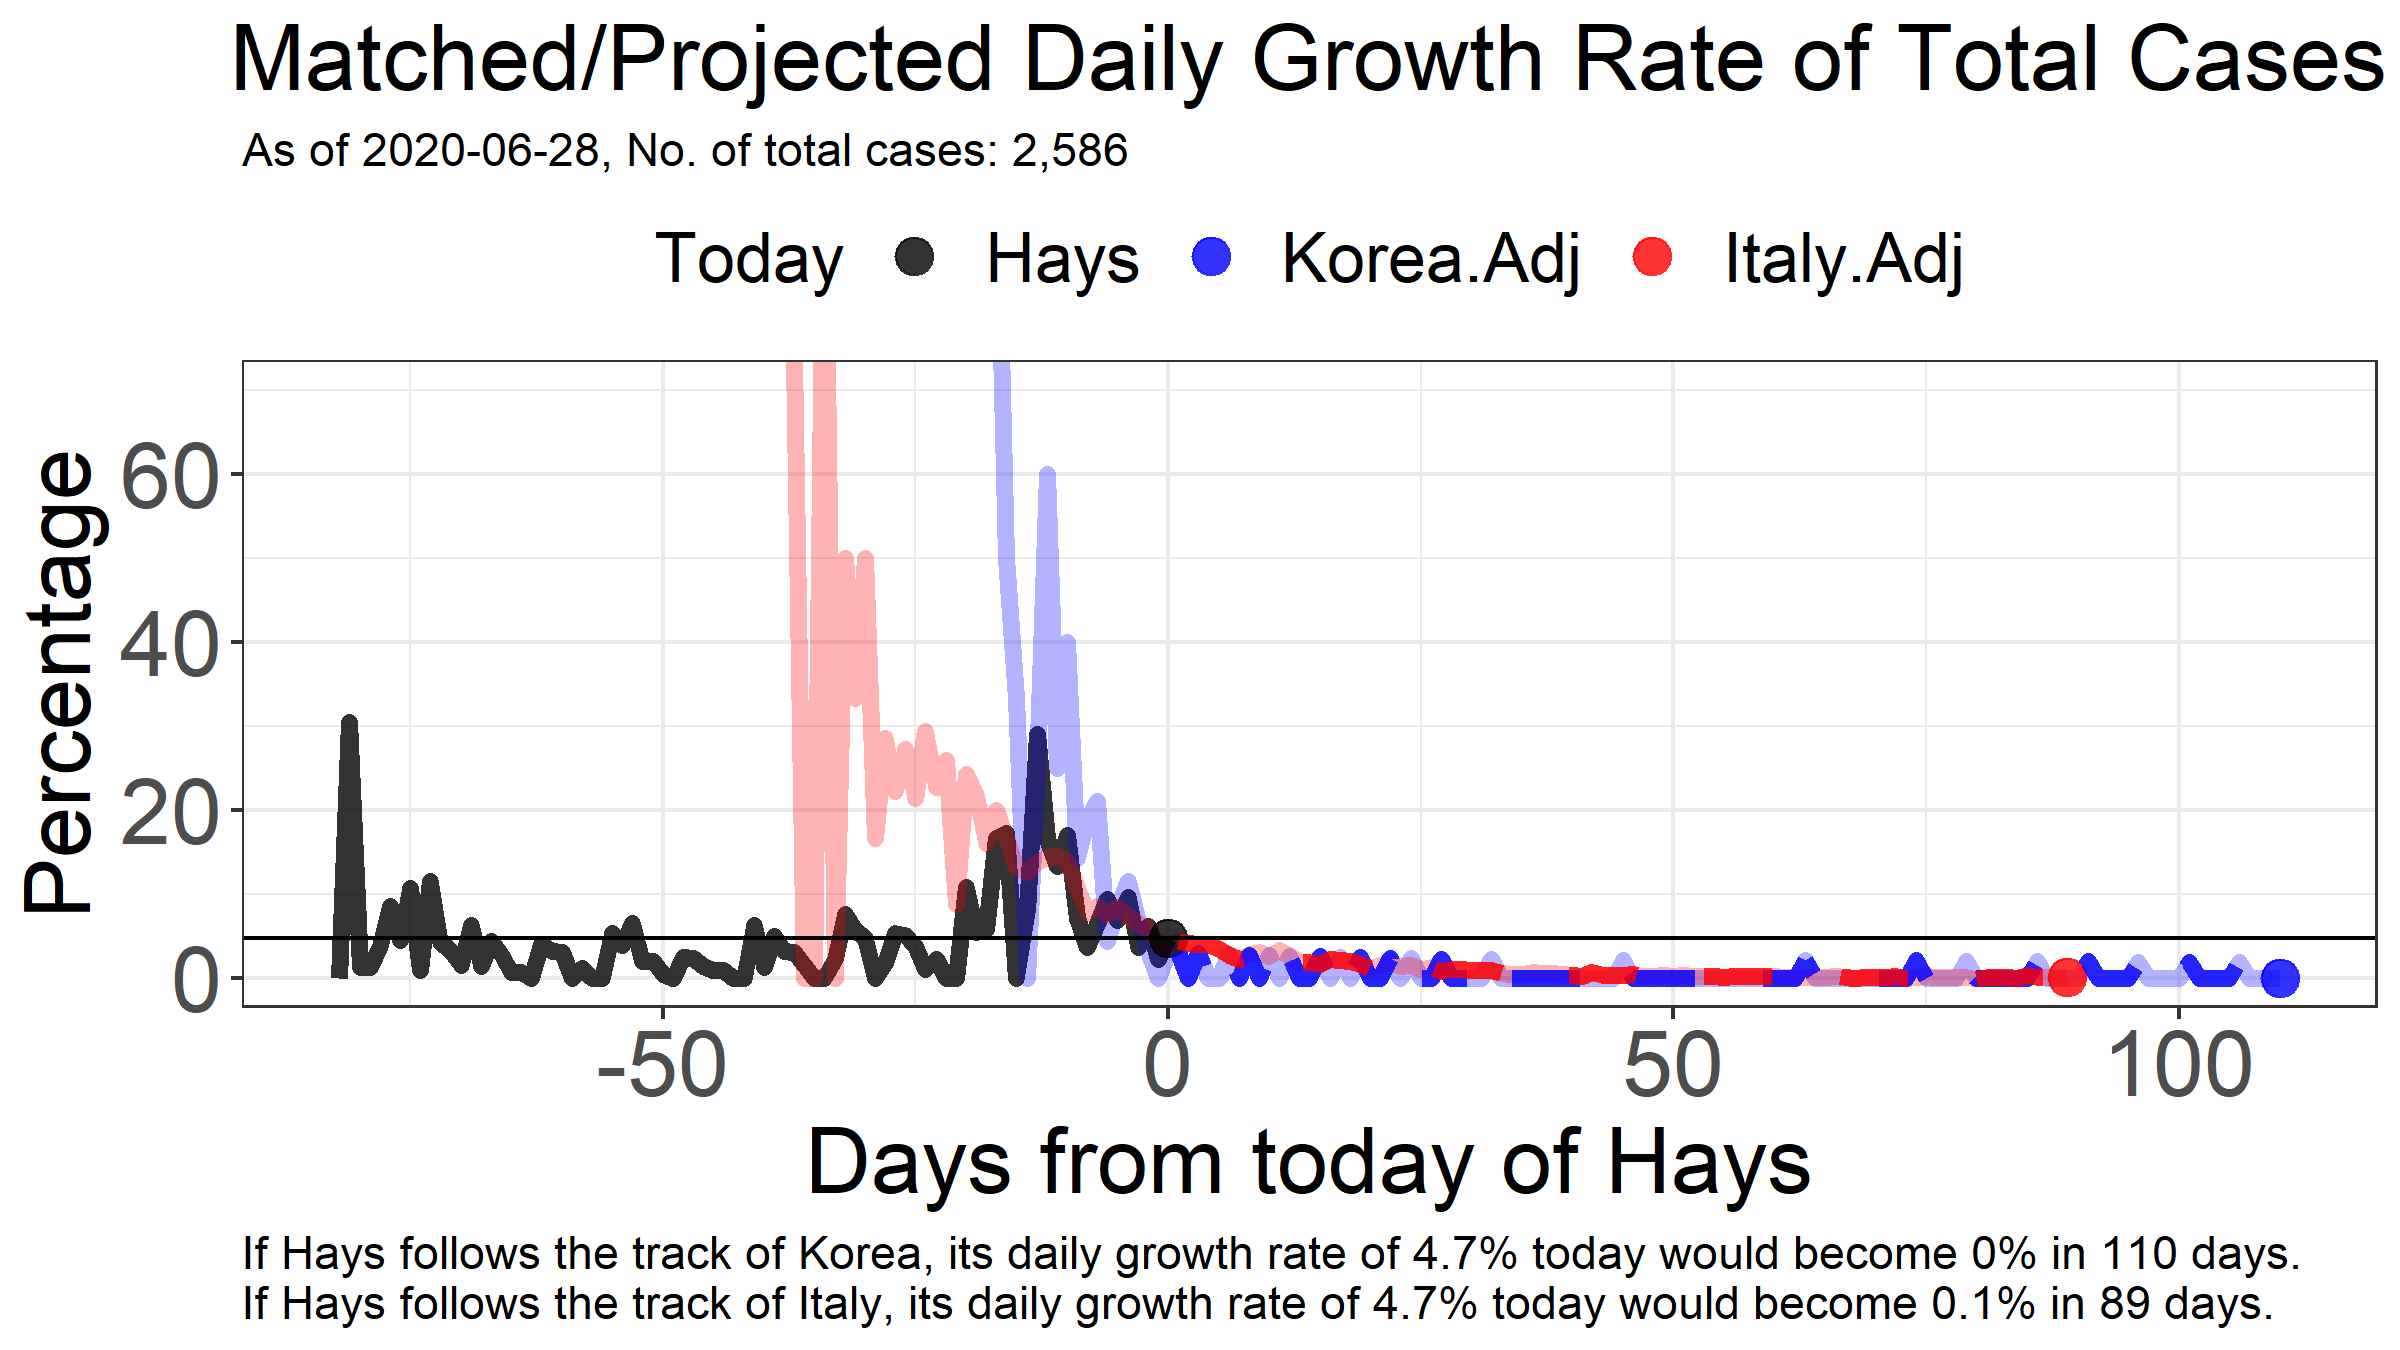 Matched/Projected Daily Growth Rate of Total Cases
As of 2020-06-28, No. of total cases: 2,586
Today Hays Korea.Adj Italy.Adj
Percentage
60
40
20
0
-50 0 50 100
Days from today of Hays
If Hays follows the track of Korea, its daily growth rate of 4.7% today would become 0% in 110 days.
If Hays follows the track of Italy, its daily growth rate of 4.7% today would become 0.1% in 89 days.